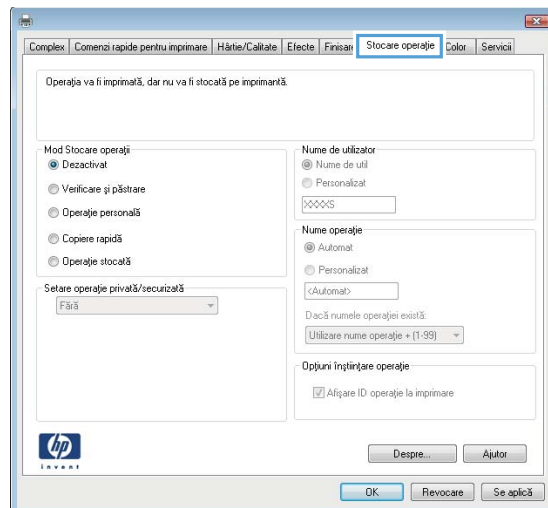 Complex Comenzi rapide pentru imprimare Hârtie/Calitate Efecte Finisare Stocare operaţie Color Servicii
Operaţia va fi imprimată, dar nu va fi stocată pe imprimantă.
Mod Stocare operaţii
Dezactivat
Verificare şi păstrare
Operaţie personală
Copiere rapidă
Operaţie stocată
Setare operaţie privată/securizată
Fără
Nume de utilizator
Nume de util
Personalizat
XXXXS
Nume operaţie
Automat
Personalizat
<Automat>
Dacă numele operaţiei există:
Utilizare nume operaţie + (1-99)
Opţiuni înştiinţare operaţie
Afişare ID operaţie la imprimare
hp
invent
Despre... Ajutor
OK Revocare Se aplică